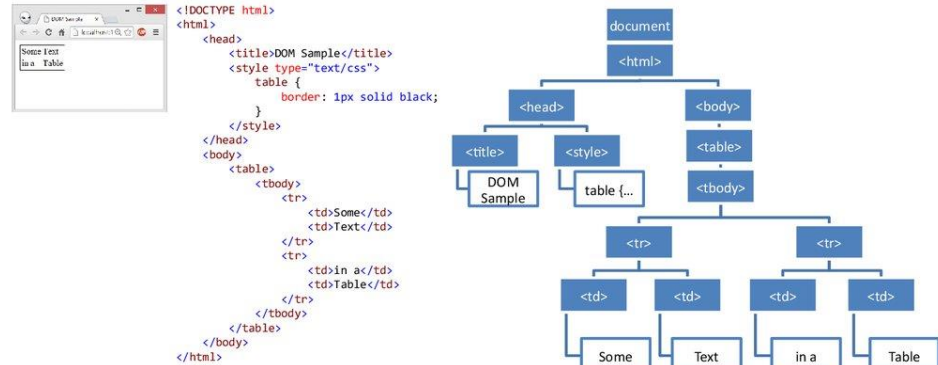 DOM Sample
Some Text
in a Table
<!DOCTYPE html>
<html>
<head>
<title>DOM Sample</title>
<style type="text/css">
table {
border: 1px solid black;
}
</style>
</head>
<body>
<table>
<tbody>
<tr>
<td>Some</td>
<td>Text</td>
</tr>
<tr>
<td>in a</td>
<td>Table</td>
</tr>
</tbody>
</table>
</body>
</html>
document
<html>
<head>
<body>
<title>
<style>
<table>
DOM
Sample
table {...
<tbody>
<tr>
<tr>
<td>
<td>
<td>
<td>
Some
Text
in a
Table